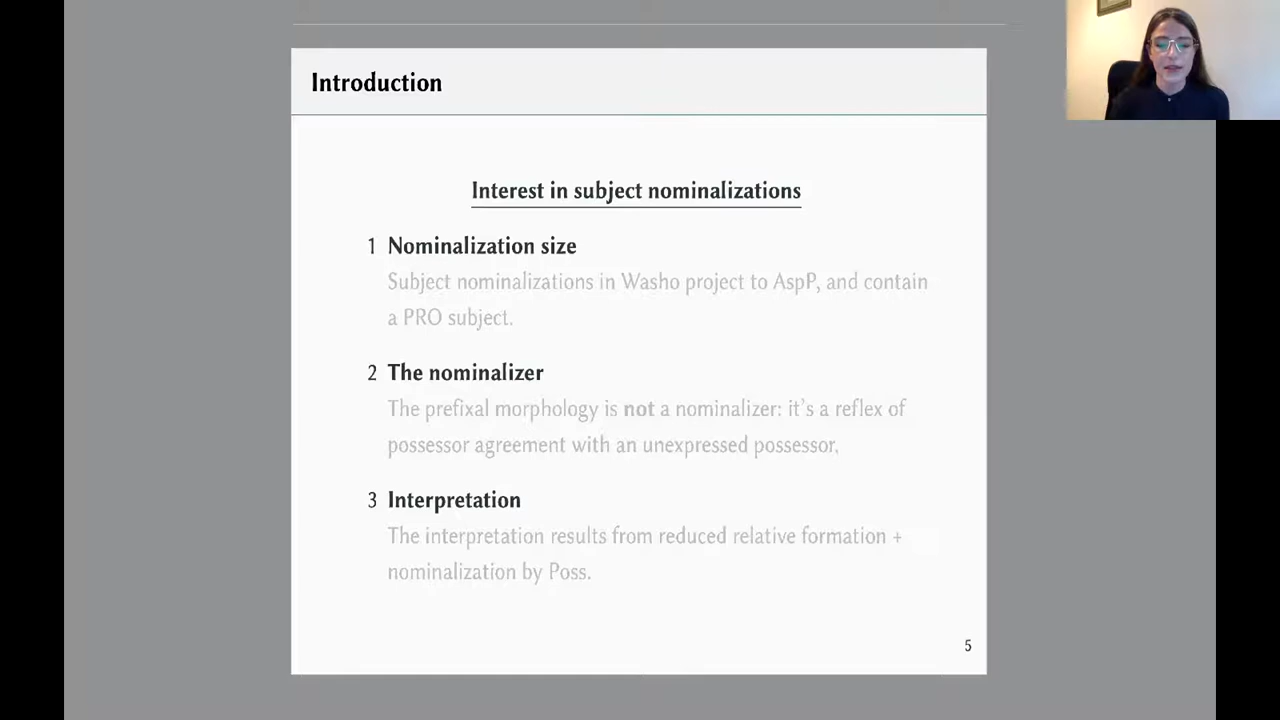 Introduction
Interest in subject nominalizations
1 Nominalization size
Subject nominalizations in Washo project to AspP, and contain
a PRO subject.
2 The nominalizer
The prefixal morphology is not a nominalizer: it's a reflex of
possessor agreement with an unexpressed possessor.
3 Interpretation
The interpretation results from reduced relative formation +
nominalization by Poss.
5